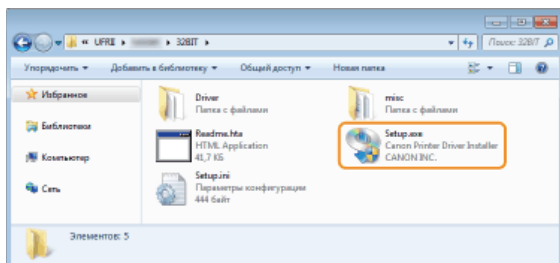 « UFRII ▸ ▸ 32BIT ▸
Поиск: 32BIT
Упорядочить ▾ Добавить в библиотеку ▾ Общий доступ ▾ Новая папка
Избранное
Библиотеки
Компьютер
Сеть
Driver
Папка с файлами
misc
Папка с файлами
Readme.hta
HTML Application
41,7 КБ
Setup.exe
Canon Printer Driver Installer
CANON INC.
Setup.ini
Параметры конфигурации
444 байт
Элементов: 5